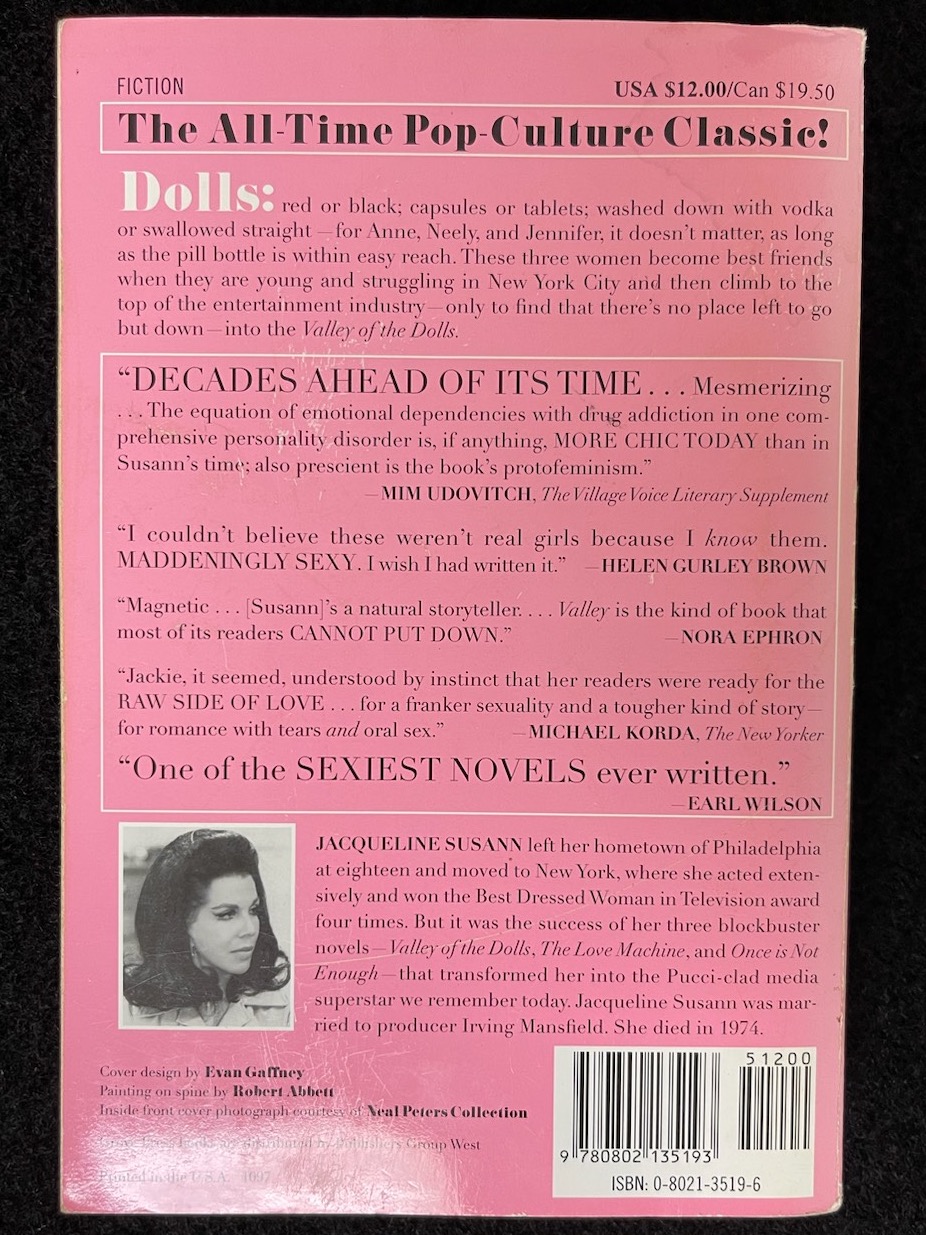 FICTION
USA $12.00/Can $19.50
The All-Time Pop-Culture Classic!
Dolls: red or black; capsules or tablets; washed down with vodka
or swallowed straight—for Anne, Neely, and Jennifer, it doesn't matter, as long
as the pill bottle is within easy reach. These three women become best friends
when they are young and struggling in New York City and then climb to the
top of the entertainment industry—only to find that there's no place left to go
but down—into the Valley of the Dolls.
“DECADES AHEAD OF ITS TIME . . . Mesmerizing
. . . The equation of emotional dependencies with drug addiction in one com-
prehensive personality disorder is, if anything, MORE CHIC TODAY than in
Susann's time; also prescient is the book's protofeminism.”
—MIM UDOVITCH, The Village Voice Literary Supplement
“I couldn't believe these weren't real girls because I know them.
MADDENINGLY SEXY. I wish I had written it.” —HELEN GURLEY BROWN
“Magnetic . . . [Susann]'s a natural storyteller. . . . Valley is the kind of book that
most of its readers CANNOT PUT DOWN.” —NORA EPHRON
“Jackie, it seemed, understood by instinct that her readers were ready for the
RAW SIDE OF LOVE . . . for a franker sexuality and a tougher kind of story—
for romance with tears and oral sex.” —MICHAEL KORDA, The New Yorker
“One of the SEXIEST NOVELS ever written.”
—EARL WILSON
JACQUELINE SUSANN left her hometown of Philadelphia
at eighteen and moved to New York, where she acted exten-
sively and won the Best Dressed Woman in Television award
four times. But it was the success of her three blockbuster
novels—Valley of the Dolls, The Love Machine, and Once is Not
Enough—that transformed her into the Pucci-clad media
superstar we remember today. Jacqueline Susann was mar-
ried to producer Irving Mansfield. She died in 1974.
Cover design by Evan Gaffney
Painting on spine by Robert Abbett
Inside front cover photograph courtesy of Neal Peters Collection
Grove Press books are distributed by Publishers Group West
Printed in the U.S.A. 1097
51200
9 780802 135193
ISBN: 0-8021-3519-6